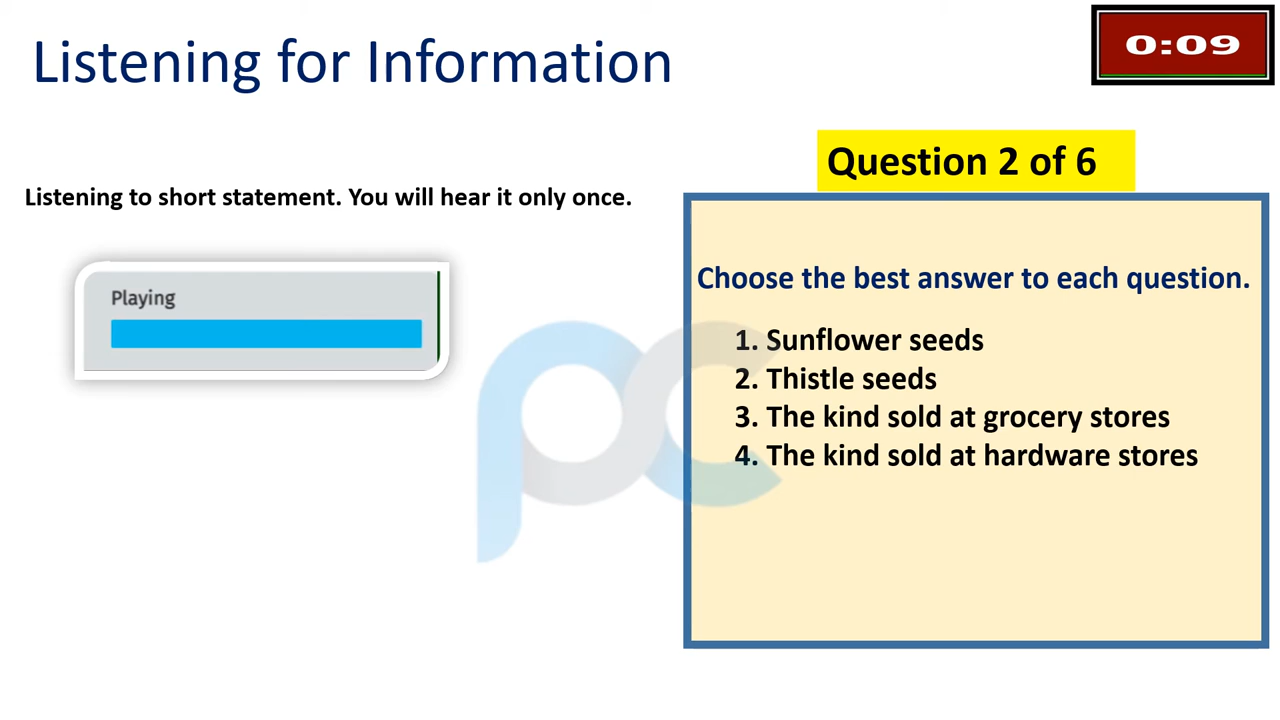 Listening for Information
0:09
Question 2 of 6
Listening to short statement. You will hear it only once.
Playing
Choose the best answer to each question.
1. Sunflower seeds
2. Thistle seeds
3. The kind sold at grocery stores
4. The kind sold at hardware stores
pc